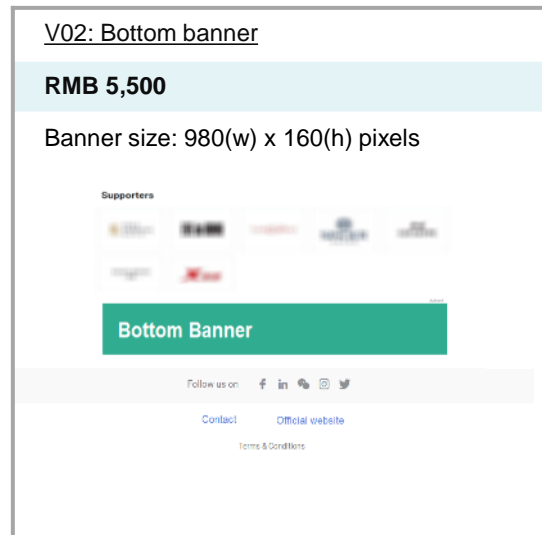 V02: Bottom banner
RMB 5,500
Banner size: 980(w) x 160(h) pixels
Supporters
Bottom Banner
Follow us on
Contact Official website
Terms & Conditions